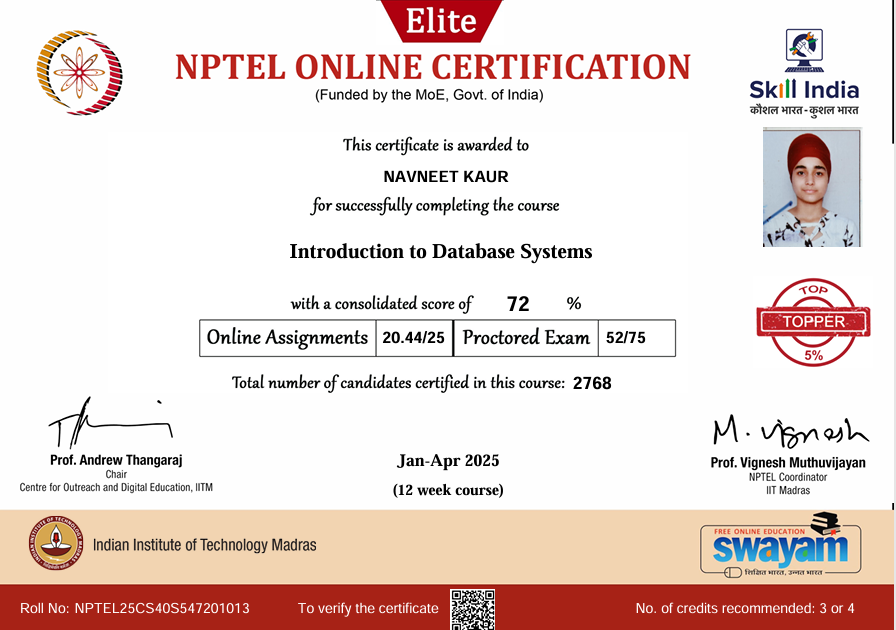 Elite
NPTEL ONLINE CERTIFICATION
(Funded by the MoE, Govt. of India)
Skill India
कौशल भारत - कुशल भारत
This certificate is awarded to
NAVNEET KAUR
for successfully completing the course
Introduction to Database Systems
with a consolidated score of 72 %
Online Assignments 20.44/25 Proctored Exam 52/75
TOP
TOPPER
5%
Total number of candidates certified in this course: 2768
Prof. Andrew Thangaraj
Chair
Centre for Outreach and Digital Education, IITM
Jan-Apr 2025
(12 week course)
M. Vignesh
Prof. Vignesh Muthuvijayan
NPTEL Coordinator
IIT Madras
Indian Institute of Technology Madras
FREE ONLINE EDUCATION
swayam
शिक्षित भारत, उन्नत भारत
Roll No: NPTEL25CS40S547201013
To verify the certificate
No. of credits recommended: 3 or 4